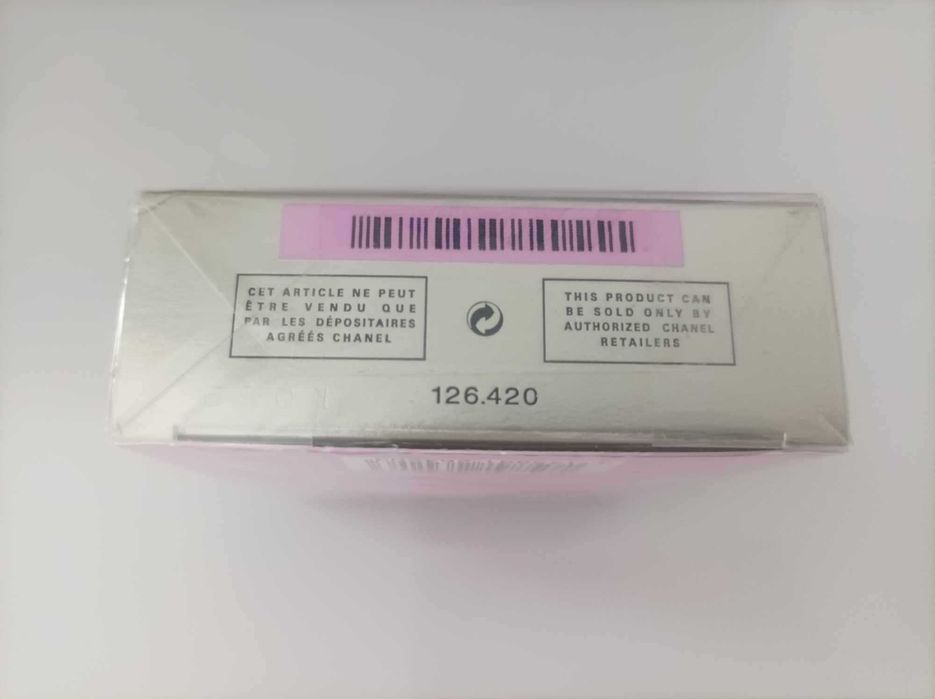 CET ARTICLE NE PEUT
ÊTRE VENDU QUE
PAR LES DÉPOSITAIRES
AGRÉÉS CHANEL
THIS PRODUCT CAN
BE SOLD ONLY BY
AUTHORIZED CHANEL
RETAILERS
126.420